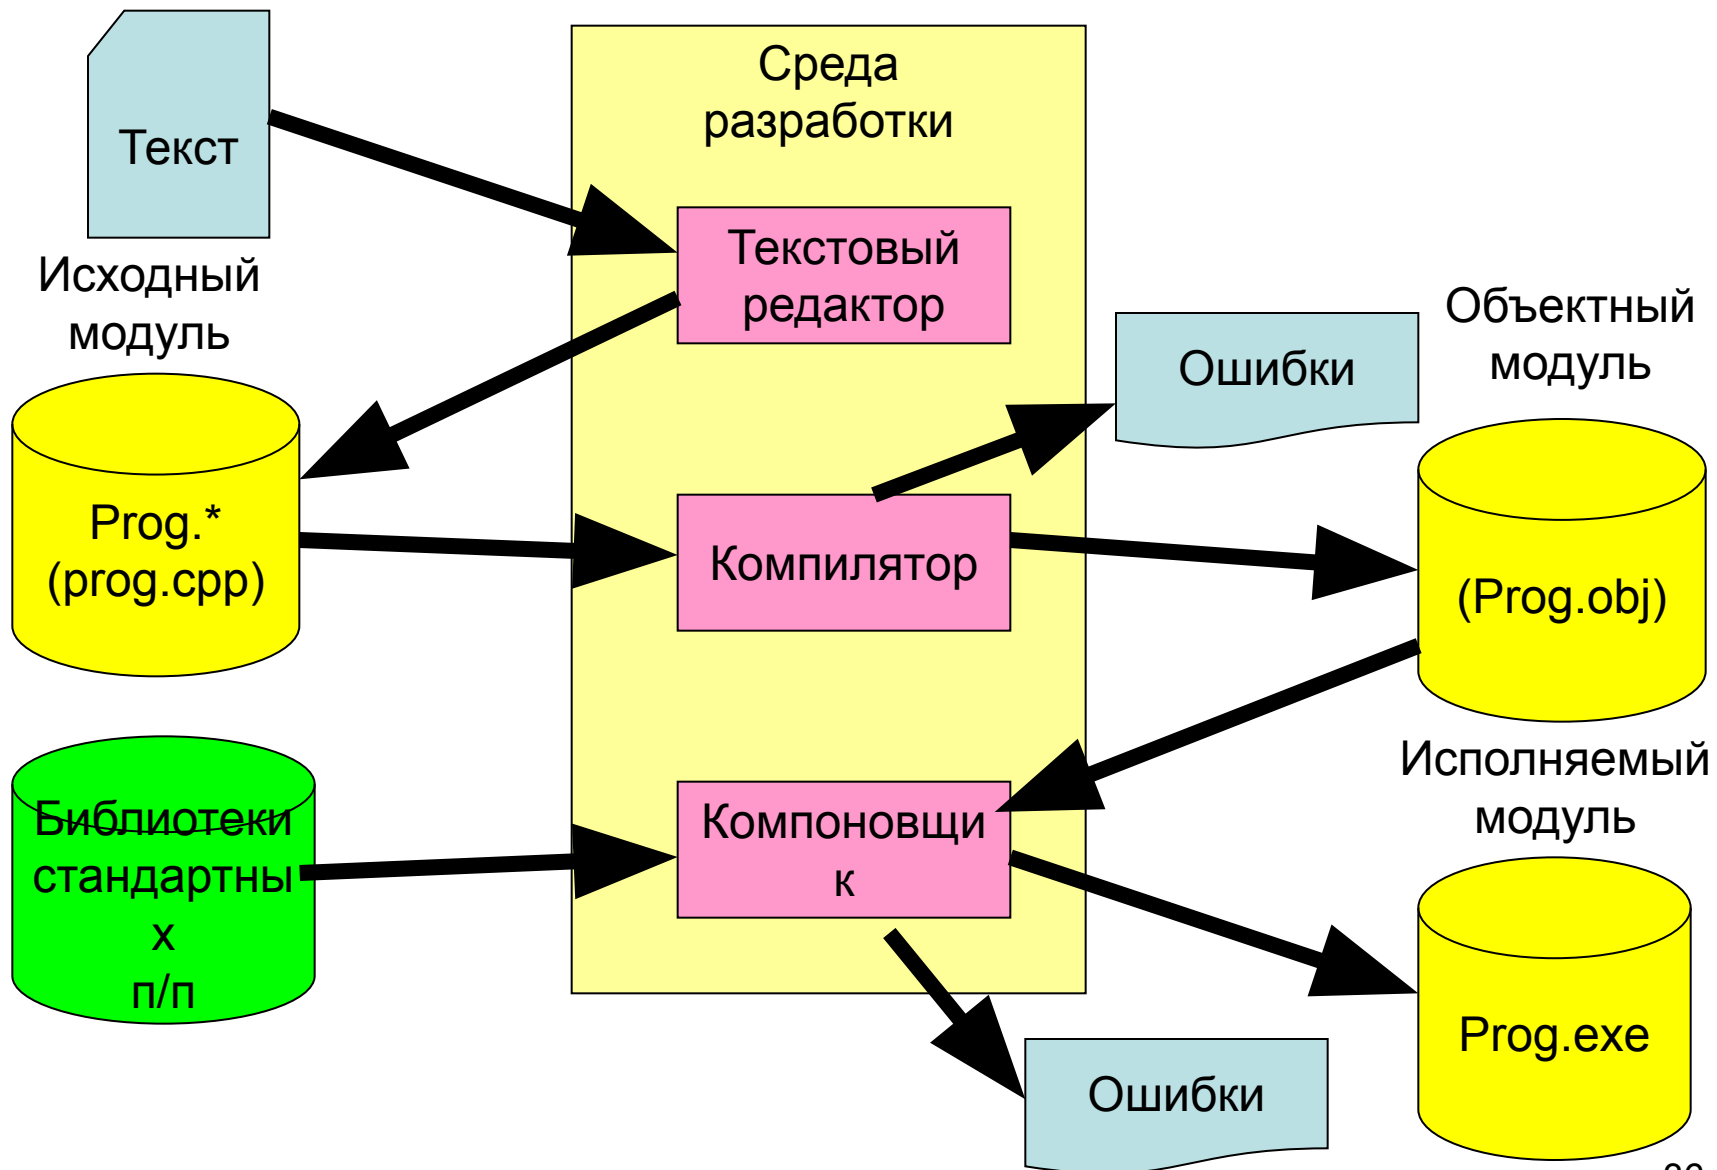 Среда
разработки
Текст
Текстовый
редактор
Исходный
модуль
Ошибки
Объектный
модуль
Prog.*
(prog.cpp)
Компилятор
(Prog.obj)
Библиотеки
стандартны
х
п/п
Компоновщи
к
Исполняемый
модуль
Prog.exe
Ошибки